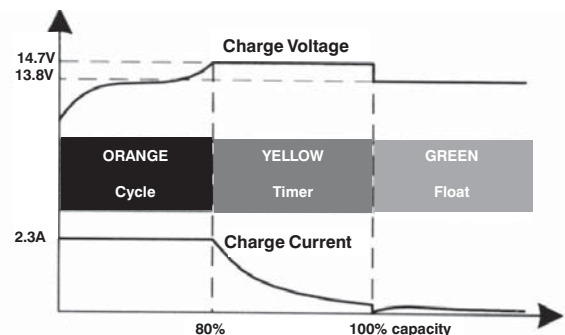 Charge Voltage
14.7V
13.8V
ORANGE YELLOW GREEN
Cycle Timer Float
2.3A
Charge Current
80% 100% capacity